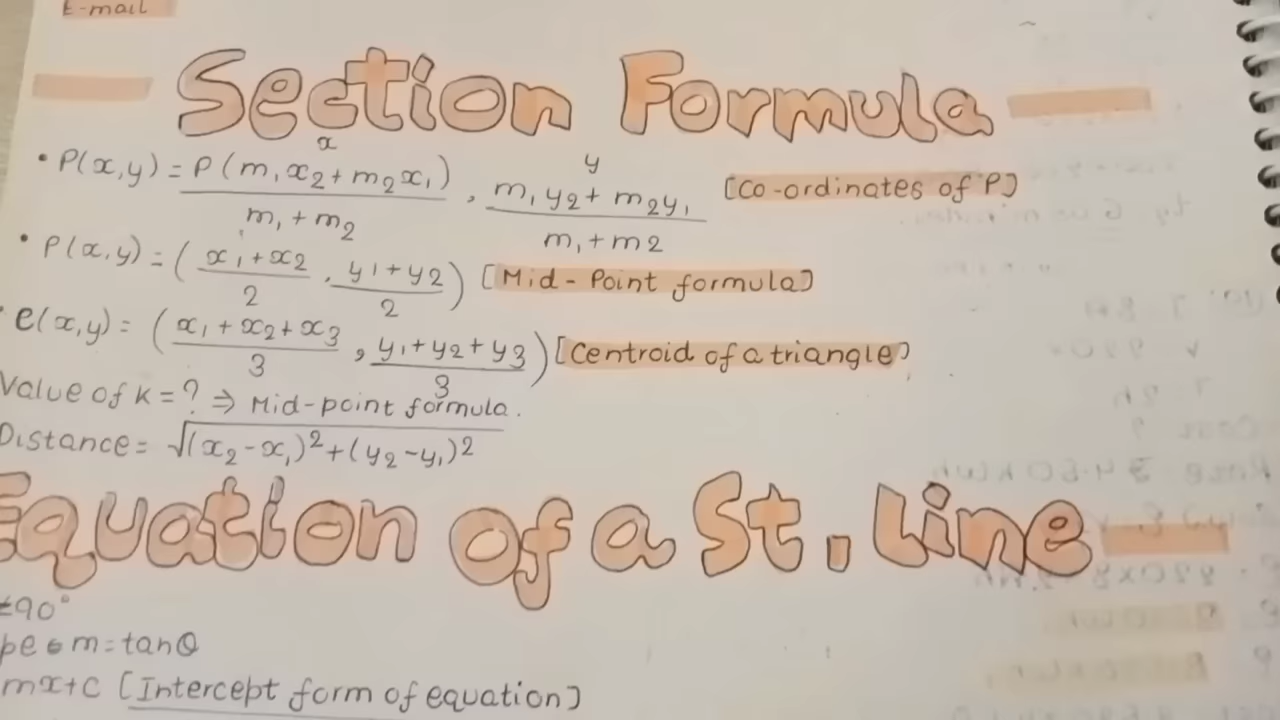 E-mail
Section Formula
x y
• P(x,y) = P(m₁x₂+m₂x₁)/m₁+m₂ , m₁y₂+m₂y₁/m₁+m2 [Co-ordinates of P]
• P(x,y) = (x₁+x₂/2 , y1+y2/2) [Mid-Point formula]
• e(x,y) = (x₁+x₂+x₃/3 , y₁+y₂+y₃/3) [Centroid of a triangle]
Value of K = ? ⇒ Mid-point formula.
Distance = √(x₂-x₁)²+(y₂-y₁)2
Equation of a St. Line
90°
pe m = tanθ
mx+c [Intercept form of equation]